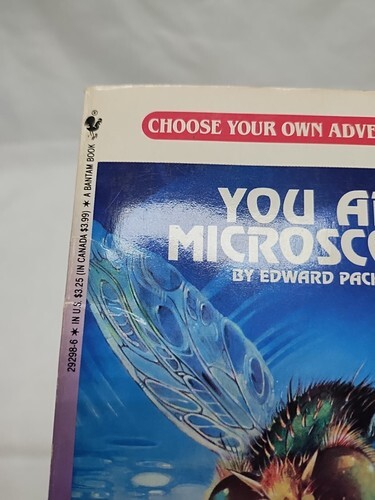 CHOOSE YOUR OWN ADVE
YOU A
MICROSCO
BY EDWARD PACK
29298-6 ★ IN U.S. $3.25 (IN CANADA $3.99) ★ A BANTAM BOOK